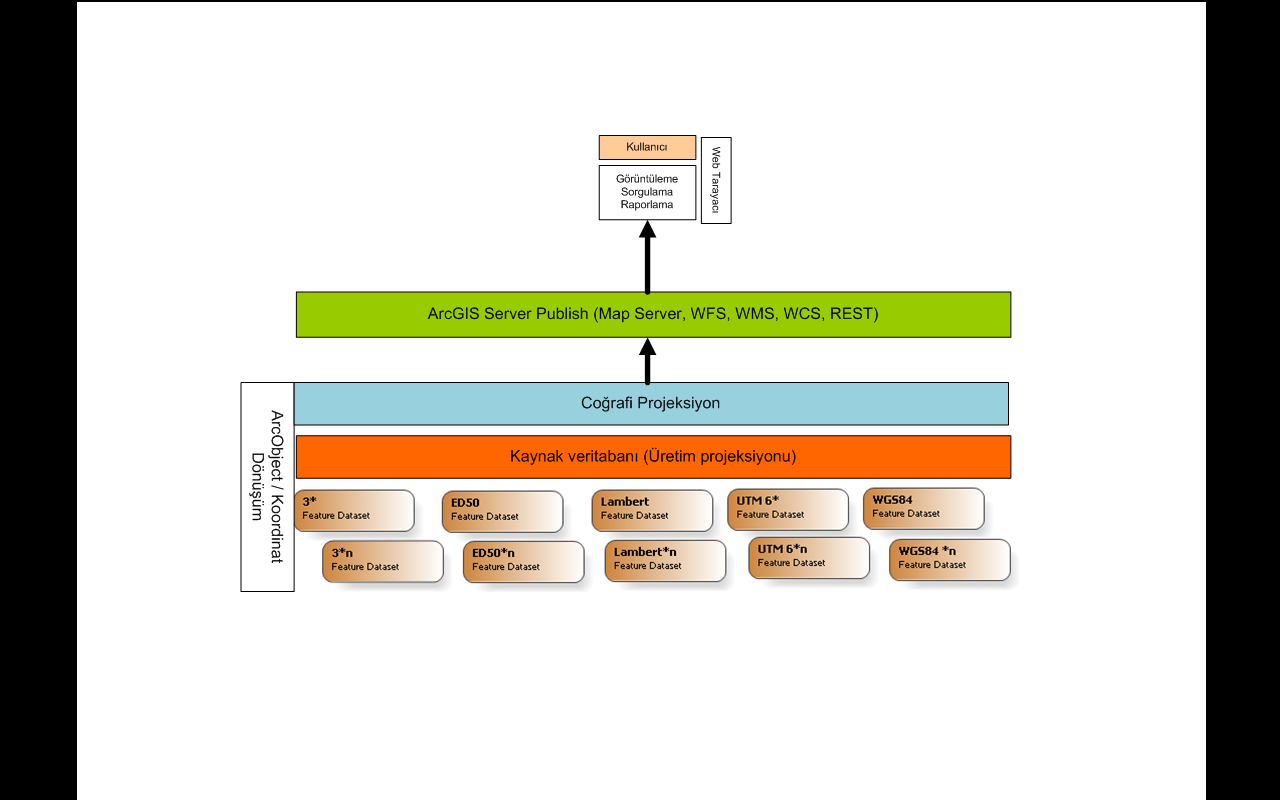 Kullanıcı
Görüntüleme
Sorgulama
Raporlama
Web Tarayacı
ArcGIS Server Publish (Map Server, WFS, WMS, WCS, REST)
Coğrafi Projeksiyon
Kaynak veritabanı (Üretim projeksiyonu)
ArcObject / Koordinat
Dönüşüm
3*
Feature Dataset
ED50
Feature Dataset
Lambert
Feature Dataset
UTM 6*
Feature Dataset
WGS84
Feature Dataset
3*n
Feature Dataset
ED50*n
Feature Dataset
Lambert*n
Feature Dataset
UTM 6*n
Feature Dataset
WGS84 *n
Feature Dataset